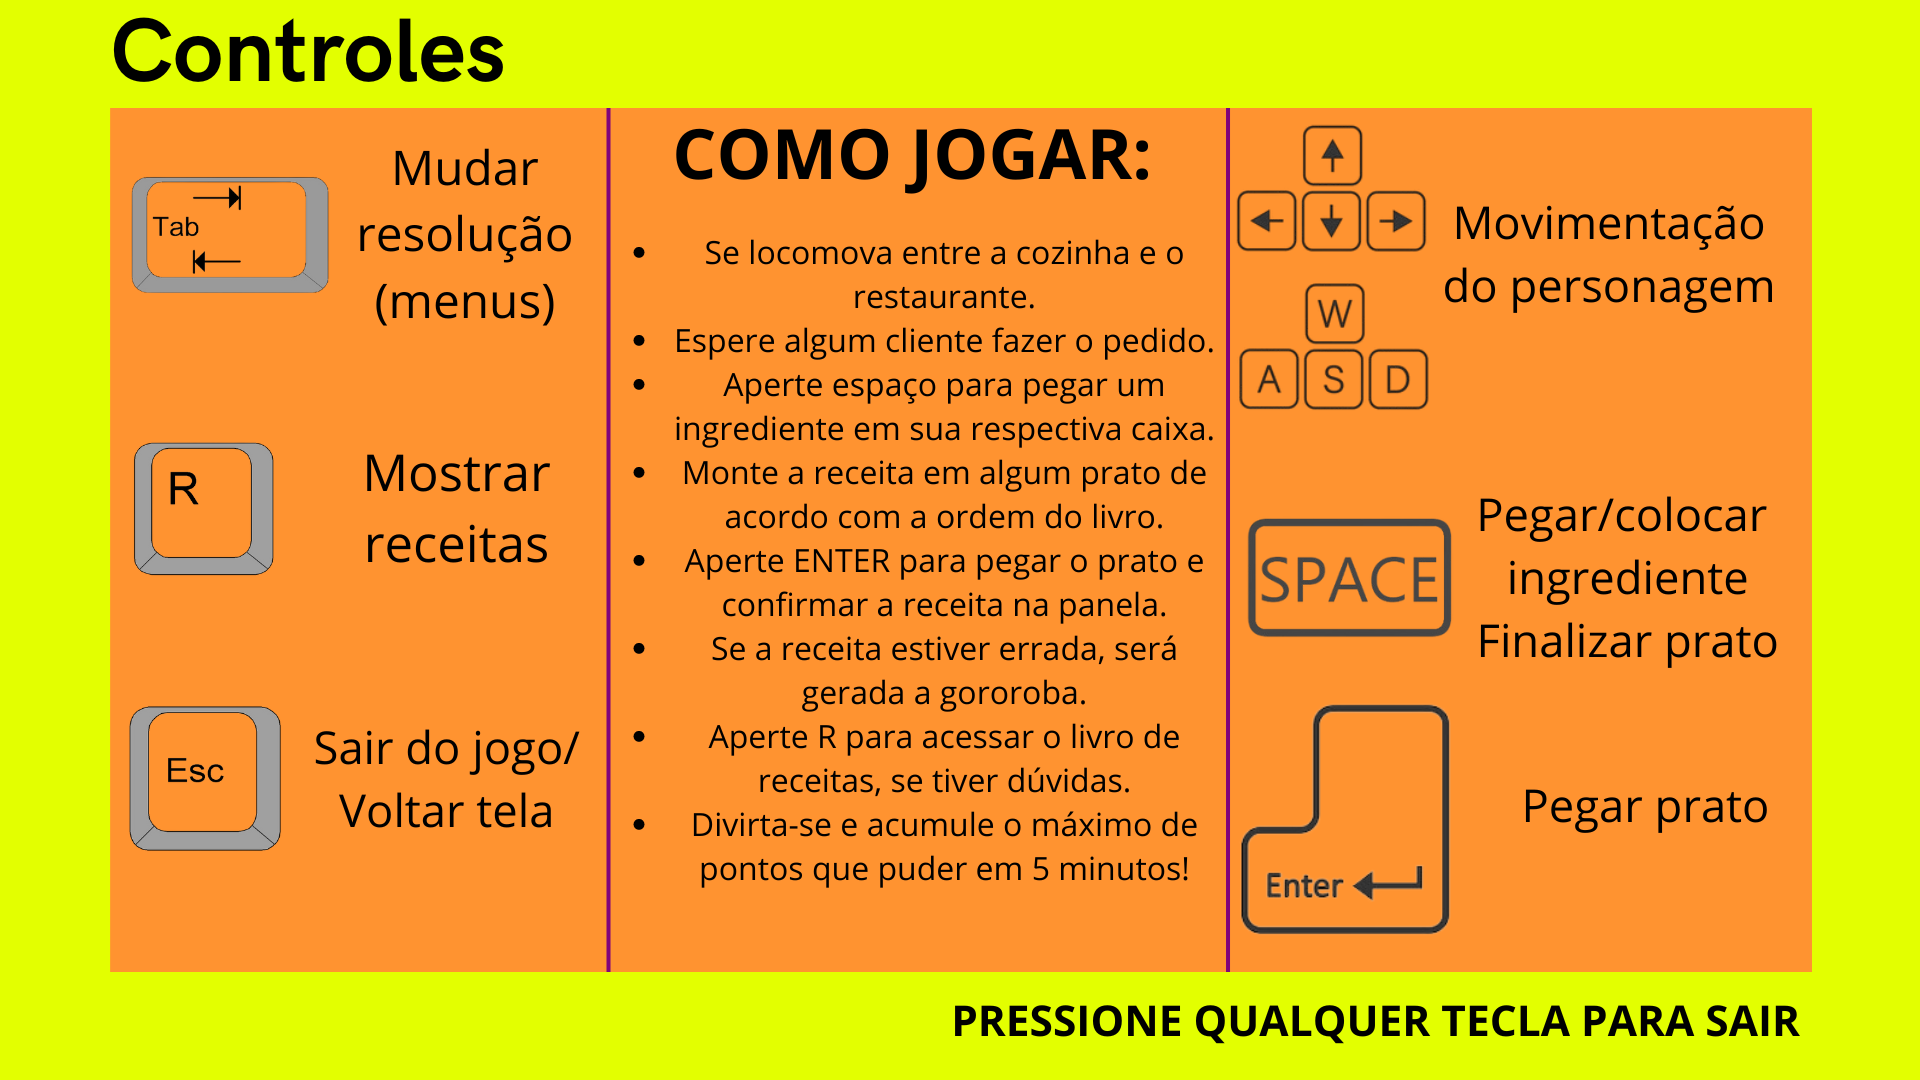 Controles
Tab
Mudar
resolução
(menus)
R
Mostrar
receitas
Esc
Sair do jogo/
Voltar tela
COMO JOGAR:
• Se locomova entre a cozinha e o
restaurante.
• Espere algum cliente fazer o pedido.
• Aperte espaço para pegar um
ingrediente em sua respectiva caixa.
• Monte a receita em algum prato de
acordo com a ordem do livro.
• Aperte ENTER para pegar o prato e
confirmar a receita na panela.
• Se a receita estiver errada, será
gerada a gororoba.
• Aperte R para acessar o livro de
receitas, se tiver dúvidas.
• Divirta-se e acumule o máximo de
pontos que puder em 5 minutos!
W
A S D
Movimentação
do personagem
SPACE
Pegar/colocar
ingrediente
Finalizar prato
Enter
Pegar prato
PRESSIONE QUALQUER TECLA PARA SAIR